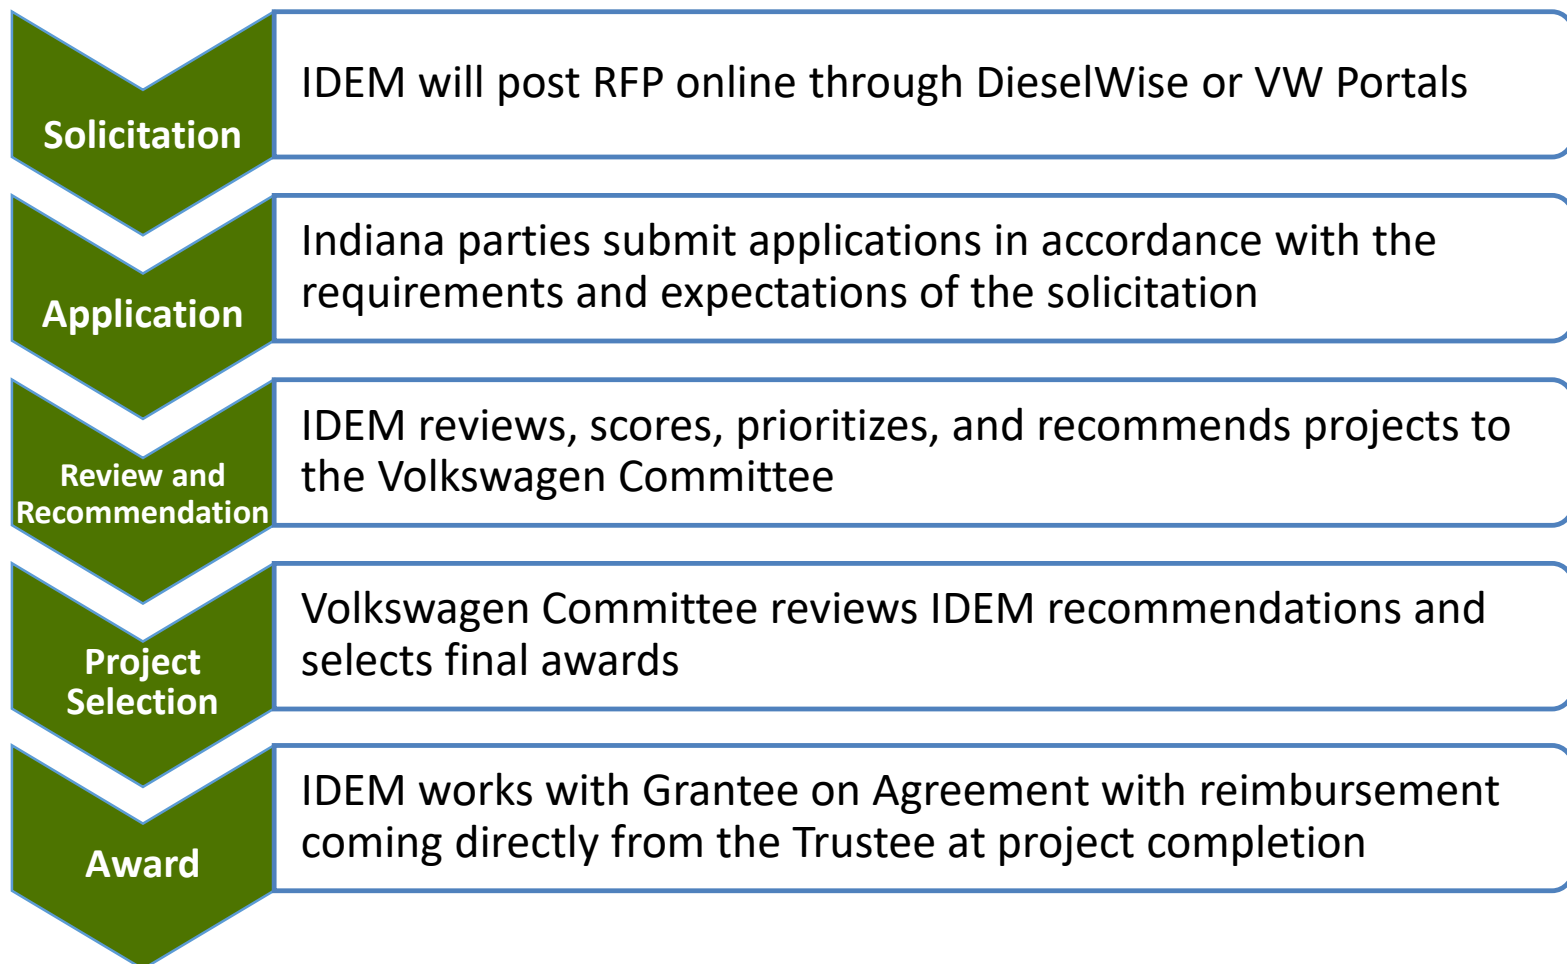 Solicitation
IDEM will post RFP online through DieselWise or VW Portals
Application
Indiana parties submit applications in accordance with the
requirements and expectations of the solicitation
Review and
Recommendation
IDEM reviews, scores, prioritizes, and recommends projects to
the Volkswagen Committee
Project
Selection
Volkswagen Committee reviews IDEM recommendations and
selects final awards
Award
IDEM works with Grantee on Agreement with reimbursement
coming directly from the Trustee at project completion